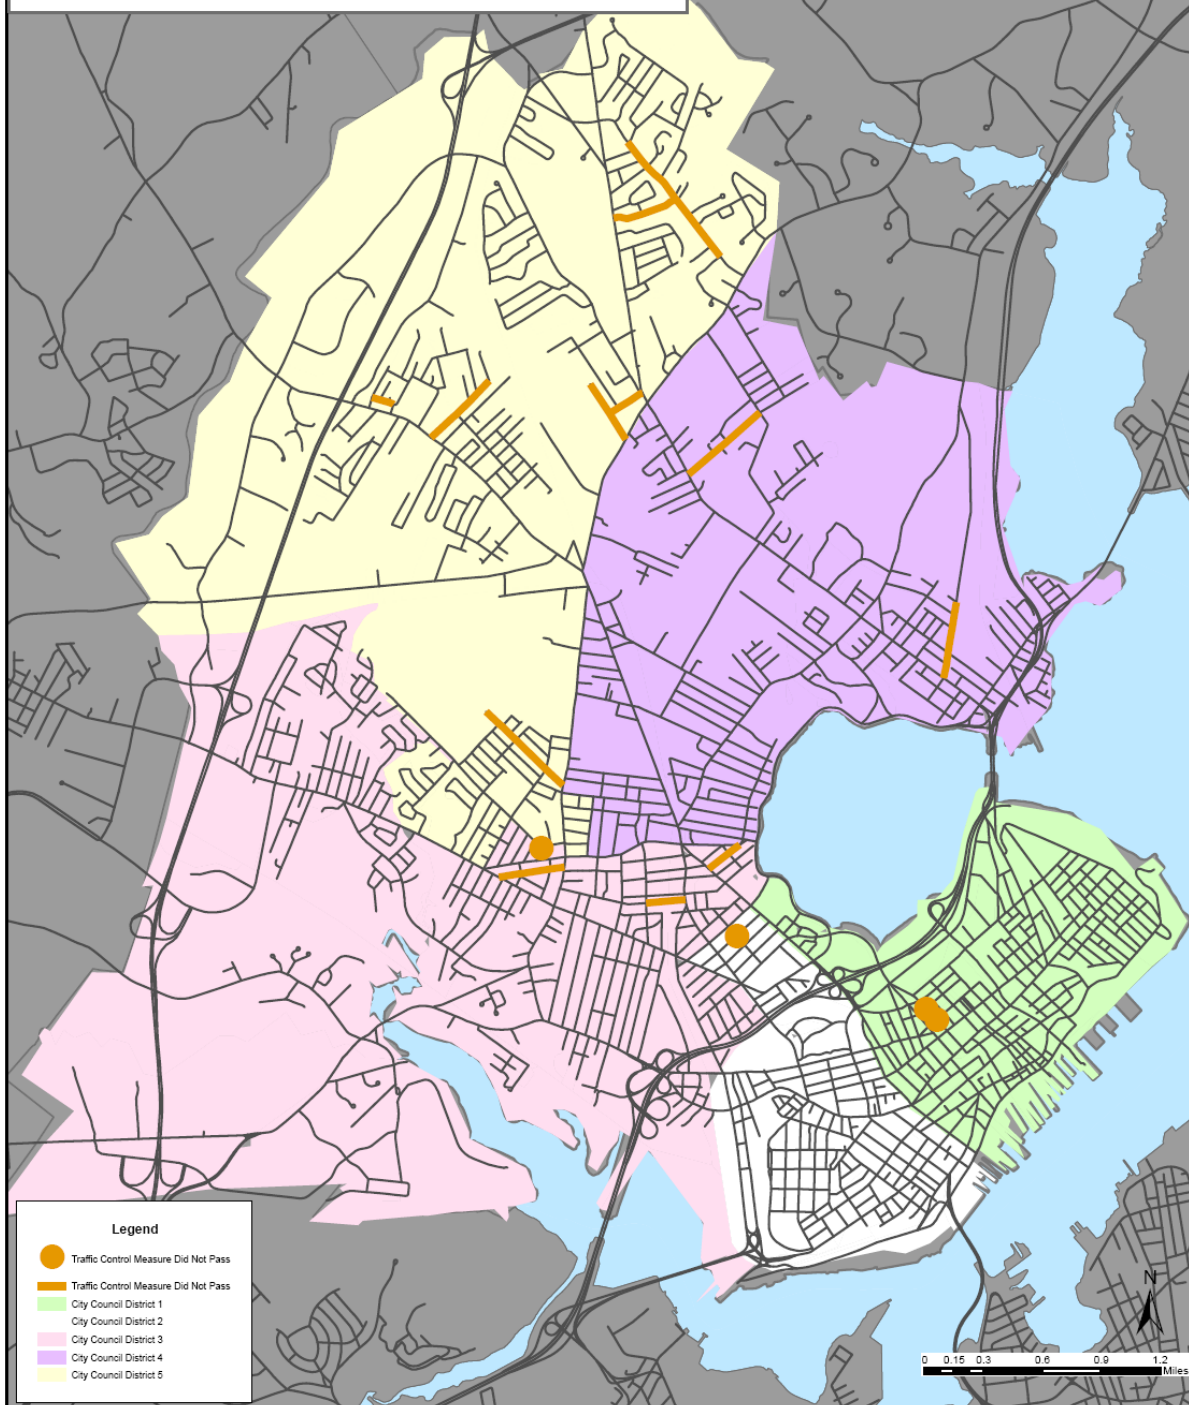 Legend
Traffic Control Measure Did Not Pass
Traffic Control Measure Did Not Pass
City Council District 1
City Council District 2
City Council District 3
City Council District 4
City Council District 5
N
0 0.15 0.3 0.6 0.9 1.2
Miles